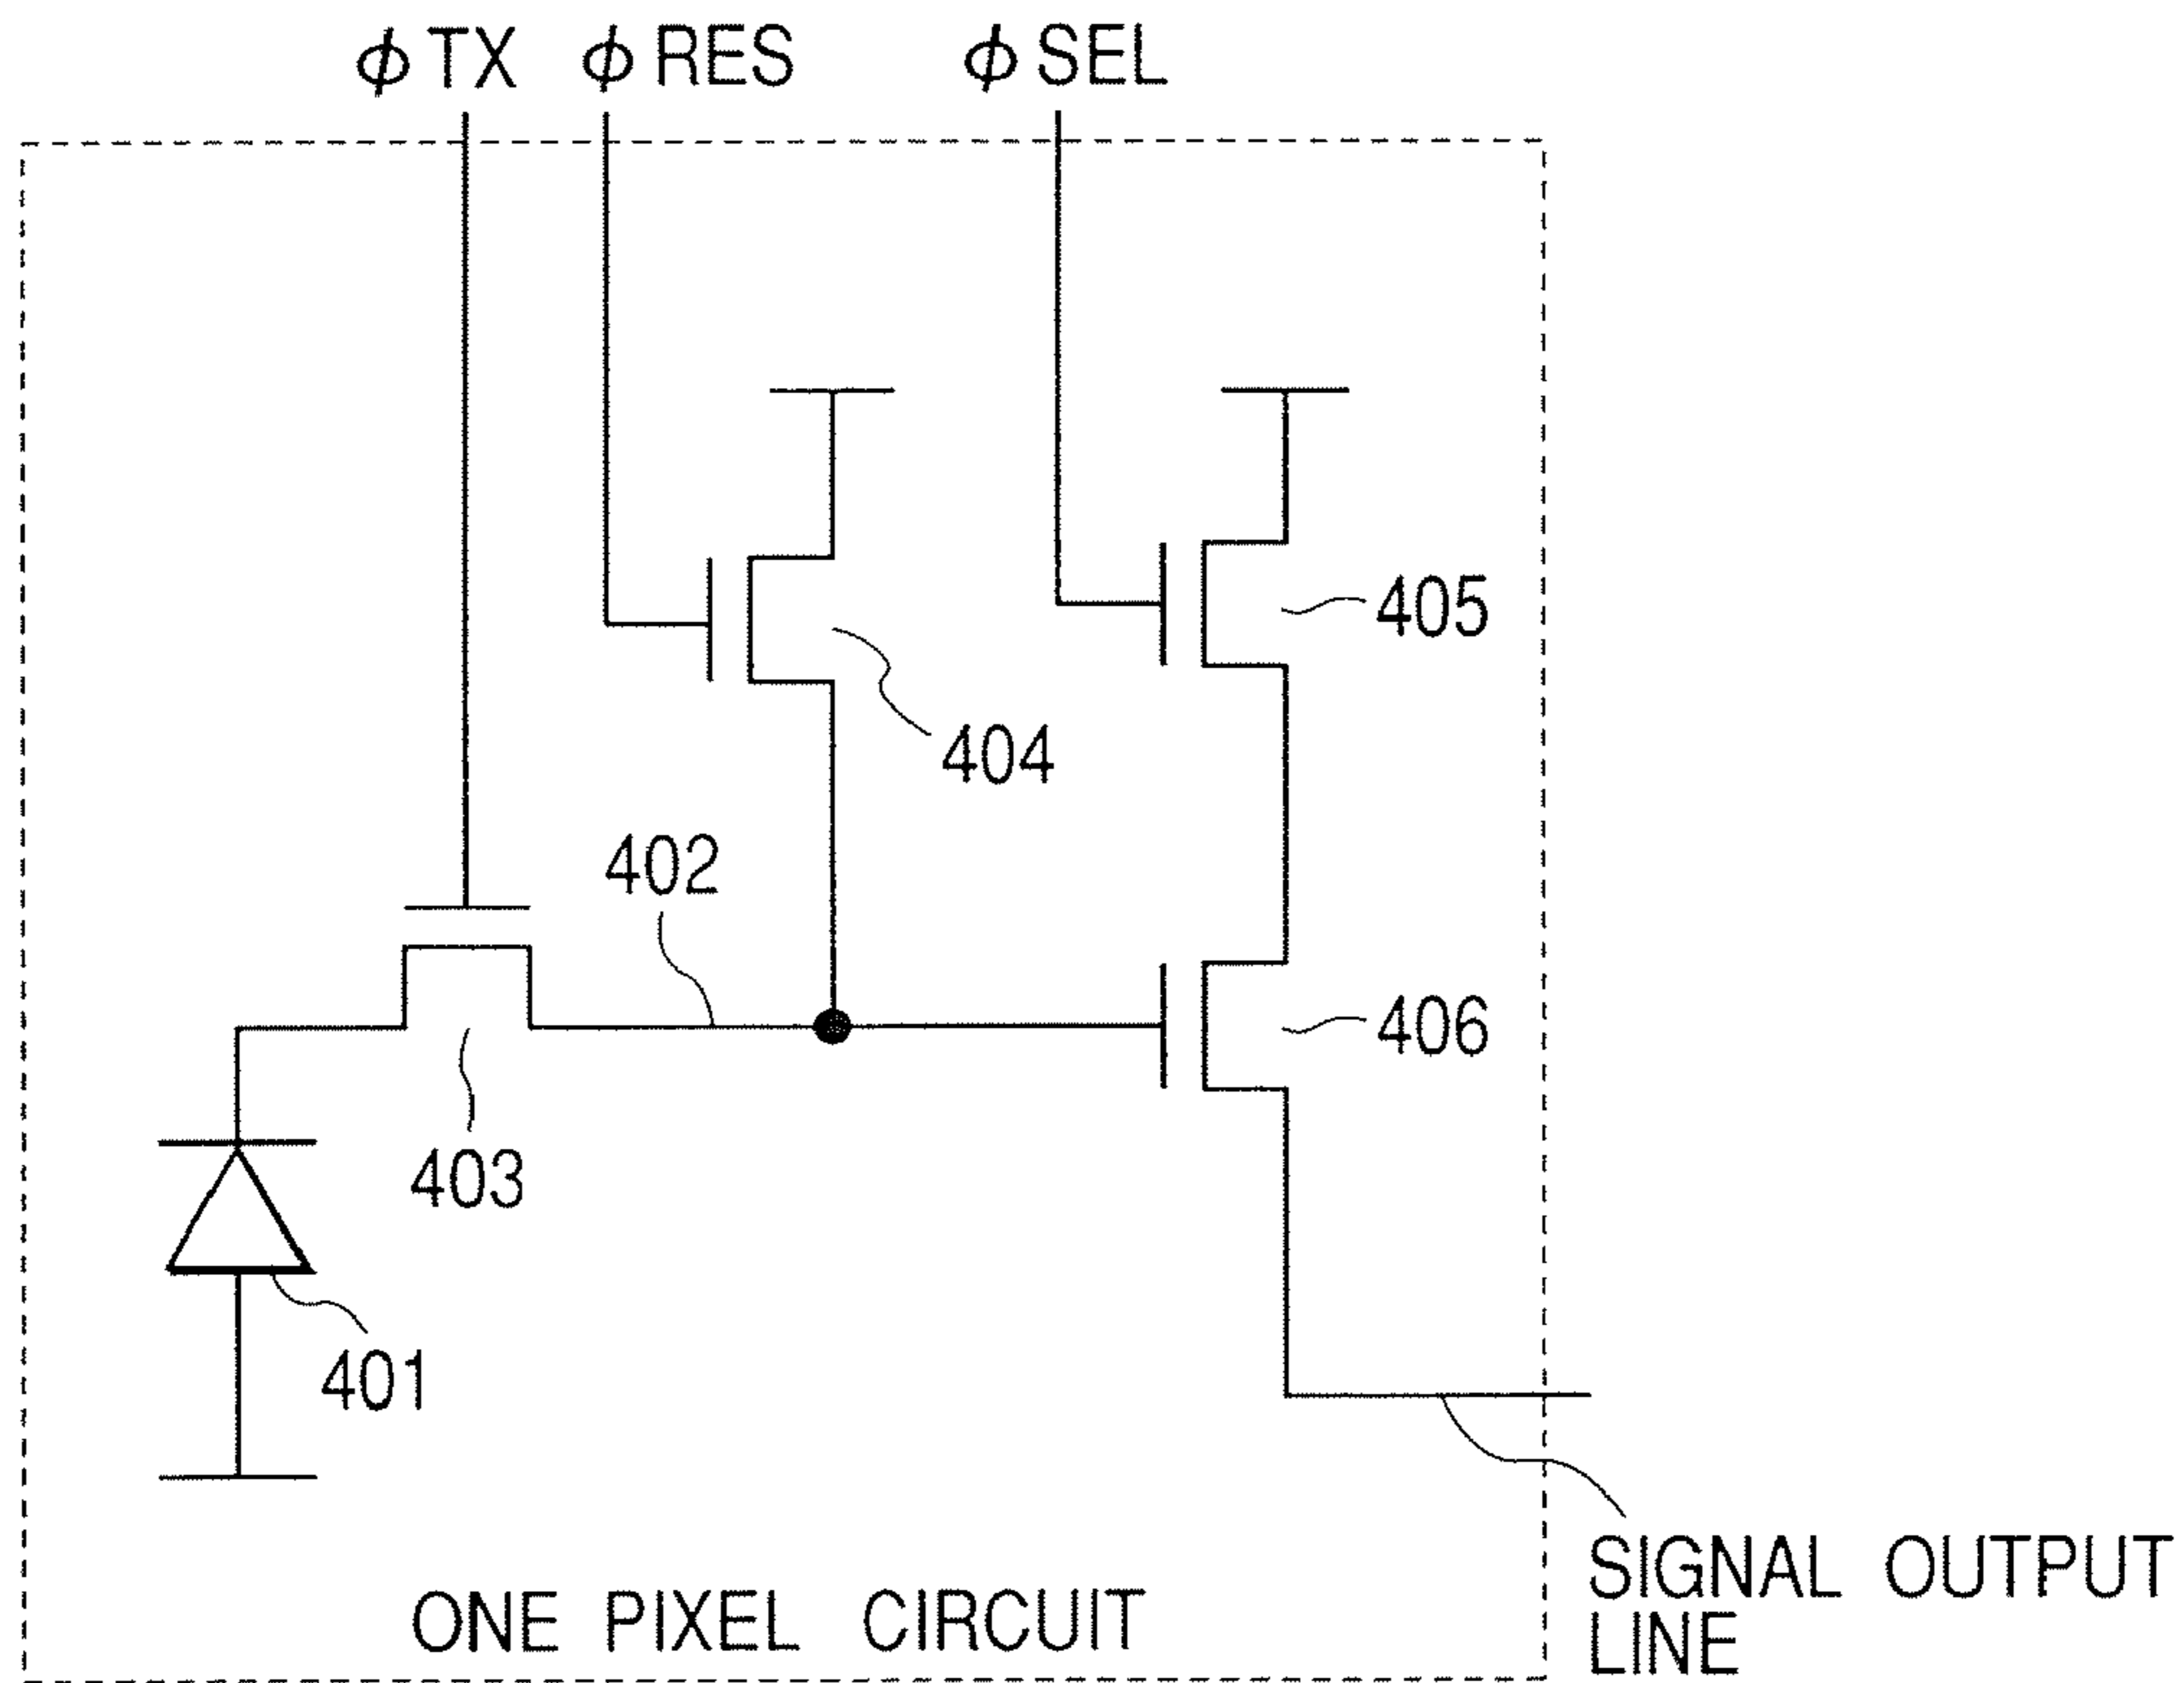 ϕTX ϕRES ϕSEL
405
404
402
406
403
401
SIGNAL OUTPUT
LINE
ONE PIXEL CIRCUIT